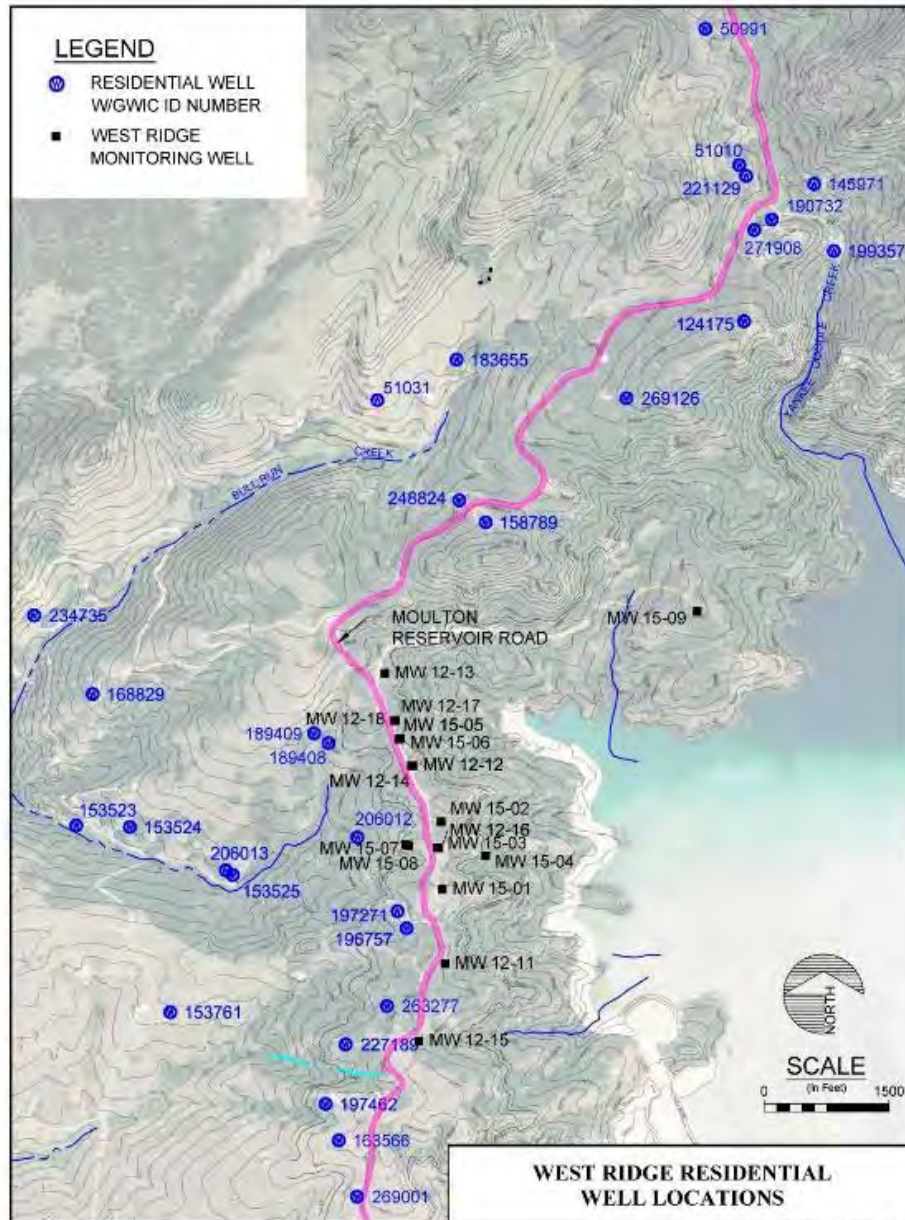 LEGEND
RESIDENTIAL WELL
W/GWIC ID NUMBER
WEST RIDGE
MONITORING WELL
50991
51010
221129
145971
190732
271908
199357
YANKEE DOODLE CREEK
124175
183655
51031
269126
BULL RUN CREEK
248824
158789
234735
MOULTON
RESERVOIR ROAD
MW 15-09
MW 12-13
168829
MW 12-17
MW 12-18
MW 15-05
189409
MW 15-06
189408
MW 12-12
MW 12-14
153523
153524
206012
MW 15-02
MW 12-16
MW 15-07
MW 15-03
MW 15-08
MW 15-04
206013
153525
MW 15-01
197271
196757
MW 12-11
153761
263277
227189
MW 12-15
NORTH
SCALE
(In Feet)
0 1500
197462
163566
269001
WEST RIDGE RESIDENTIAL
WELL LOCATIONS